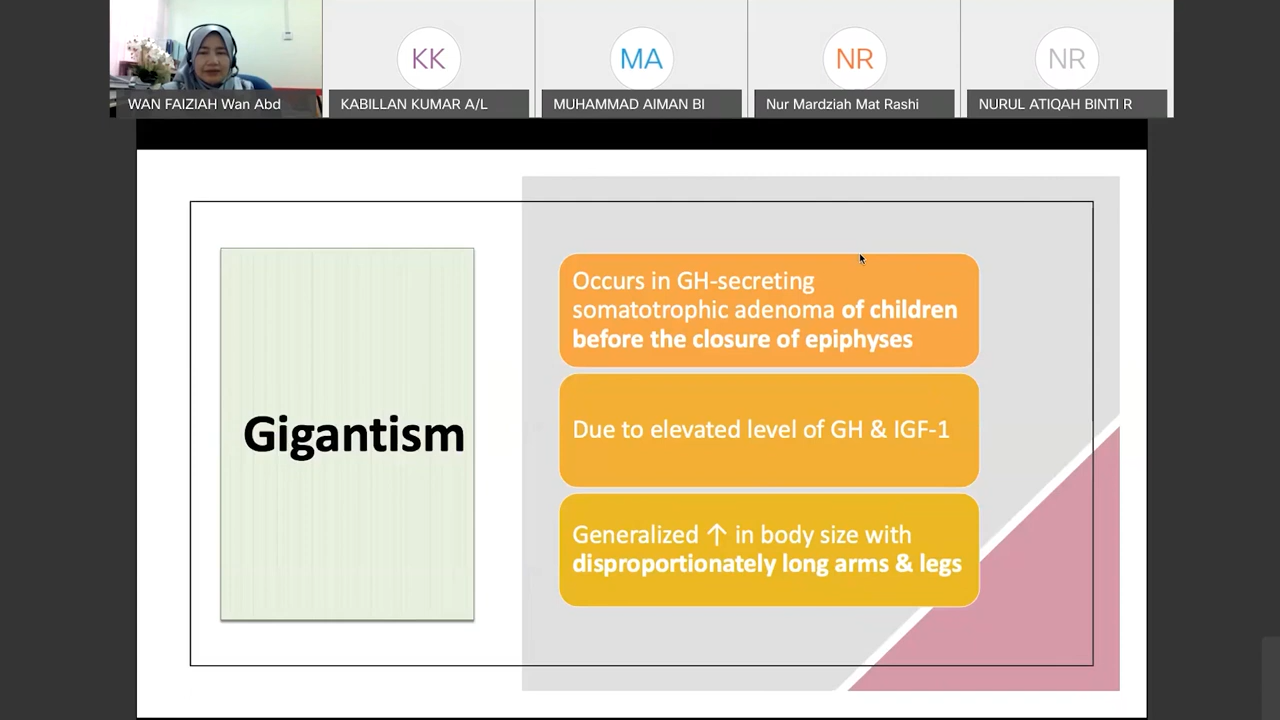 KK
MA
NR
NR
WAN FAIZIAH Wan Abd
KABILLAN KUMAR A/L
MUHAMMAD AIMAN BI
Nur Mardziah Mat Rashi
NURUL ATIQAH BINTI R
Gigantism
Occurs in GH-secreting
somatotrophic adenoma of children
before the closure of epiphyses
Due to elevated level of GH & IGF-1
Generalized ↑ in body size with
disproportionately long arms & legs